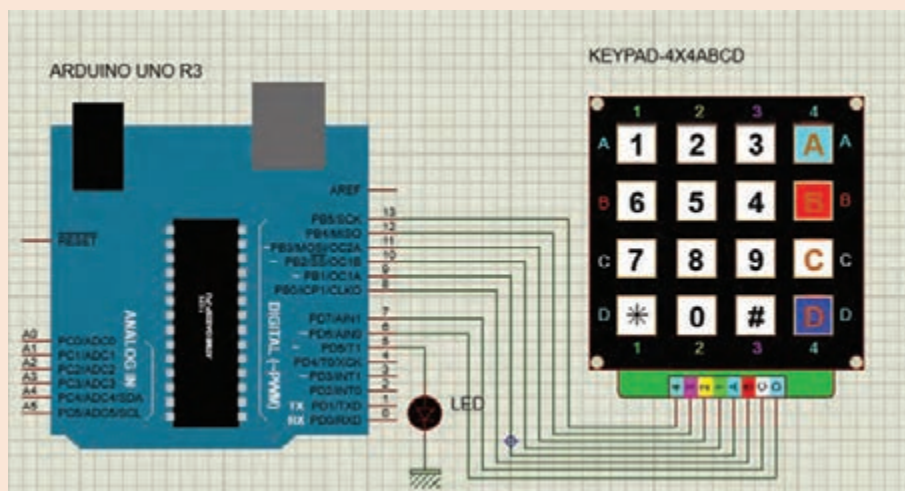 ARDUINO UNO R3
KEYPAD-4X4ABCD
1 2 3 4
A 1 2 3 A A
B 6 5 4 B B
C 7 8 9 C C
D * 0 # D D
1 2 3 4
AREF
RESET
PB5/SCK 13
PB4/MISO 12
PB3/MOSI/OC2A 11
~ PB2/SS/OC1B 10
~ PB1/OC1A 9
PB0/ICP1/CLKO 8
PD7/AIN1 7
~ PD6/AIN0 6
~ PD5/T1 5
PD4/T0/XCK 4
~ PD3/INT1 3
PD2/INT0 2
TX PD1/TXD 1
RX PD0/RXD 0
DIGITAL (~PWM)
ANALOG IN
A0 PC0/ADC0
A1 PC1/ADC1
A2 PC2/ADC2
A3 PC3/ADC3
A4 PC4/ADC4/SDA
A5 PC5/ADC5/SCL
LED